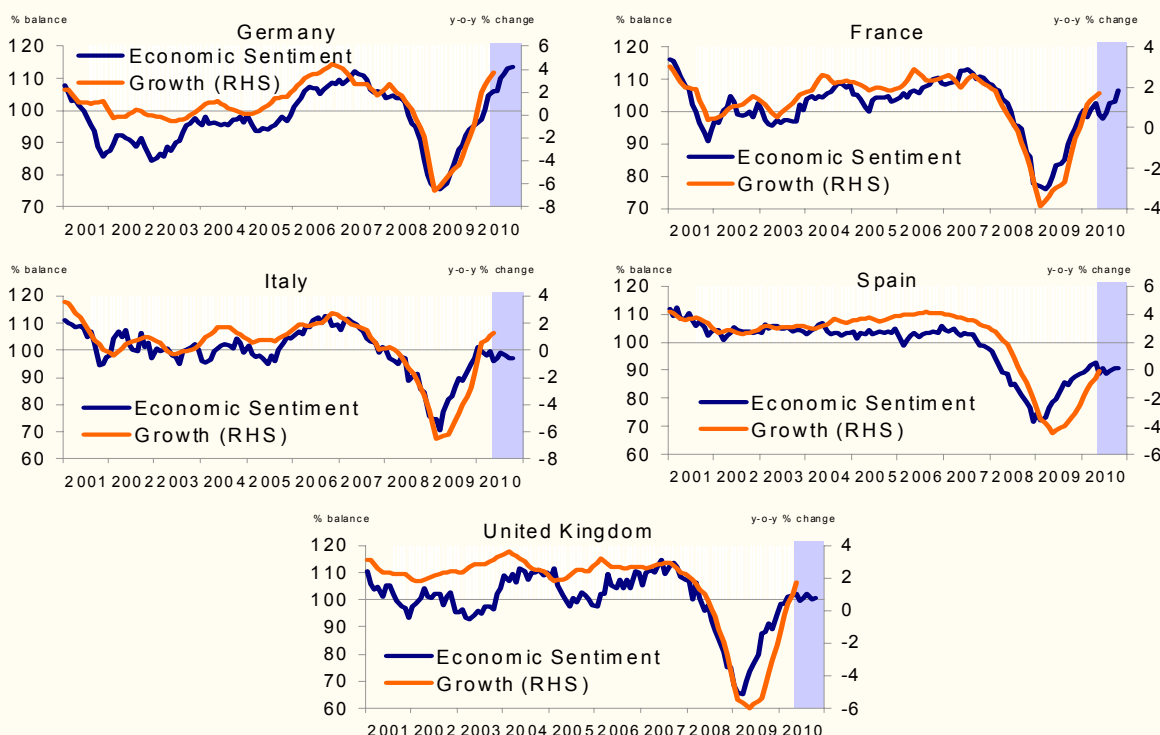 % balance
Germany
y-o-y % change
120
110
100
90
80
70
6
4
2
0
-2
-4
-6
-8
Economic Sentiment
Growth (RHS)
2001 2002 2003 2004 2005 2006 2007 2008 2009 2010
% balance
France
y-o-y % change
120
110
100
90
80
70
4
2
0
-2
-4
Economic Sentiment
Growth (RHS)
2001 2002 2003 2004 2005 2006 2007 2008 2009 2010
% balance
Italy
y-o-y % change
120
110
100
90
80
70
60
4
2
0
-2
-4
-6
-8
Economic Sentiment
Growth (RHS)
2001 2002 2003 2004 2005 2006 2007 2008 2009 2010
% balance
Spain
y-o-y % change
120
110
100
90
80
70
60
6
4
2
0
-2
-4
-6
Economic Sentiment
Growth (RHS)
2001 2002 2003 2004 2005 2006 2007 2008 2009 2010
% balance
United Kingdom
y-o-y % change
120
110
100
90
80
70
60
4
2
0
-2
-4
-6
Economic Sentiment
Growth (RHS)
2001 2002 2003 2004 2005 2006 2007 2008 2009 2010